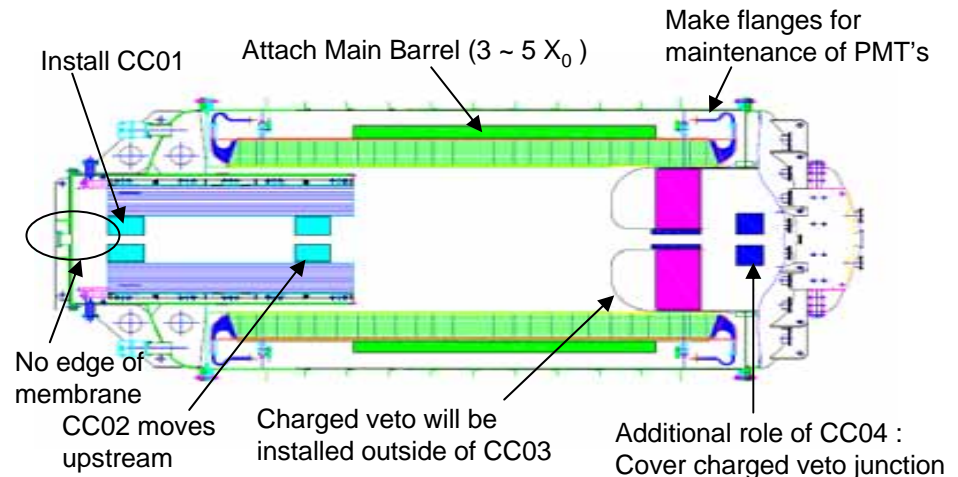 Make flanges for
maintenance of PMT's
Attach Main Barrel (3 ~ 5 X₀ )
Install CC01
No edge of
membrane
CC02 moves
upstream
Charged veto will be
installed outside of CC03
Additional role of CC04 :
Cover charged veto junction